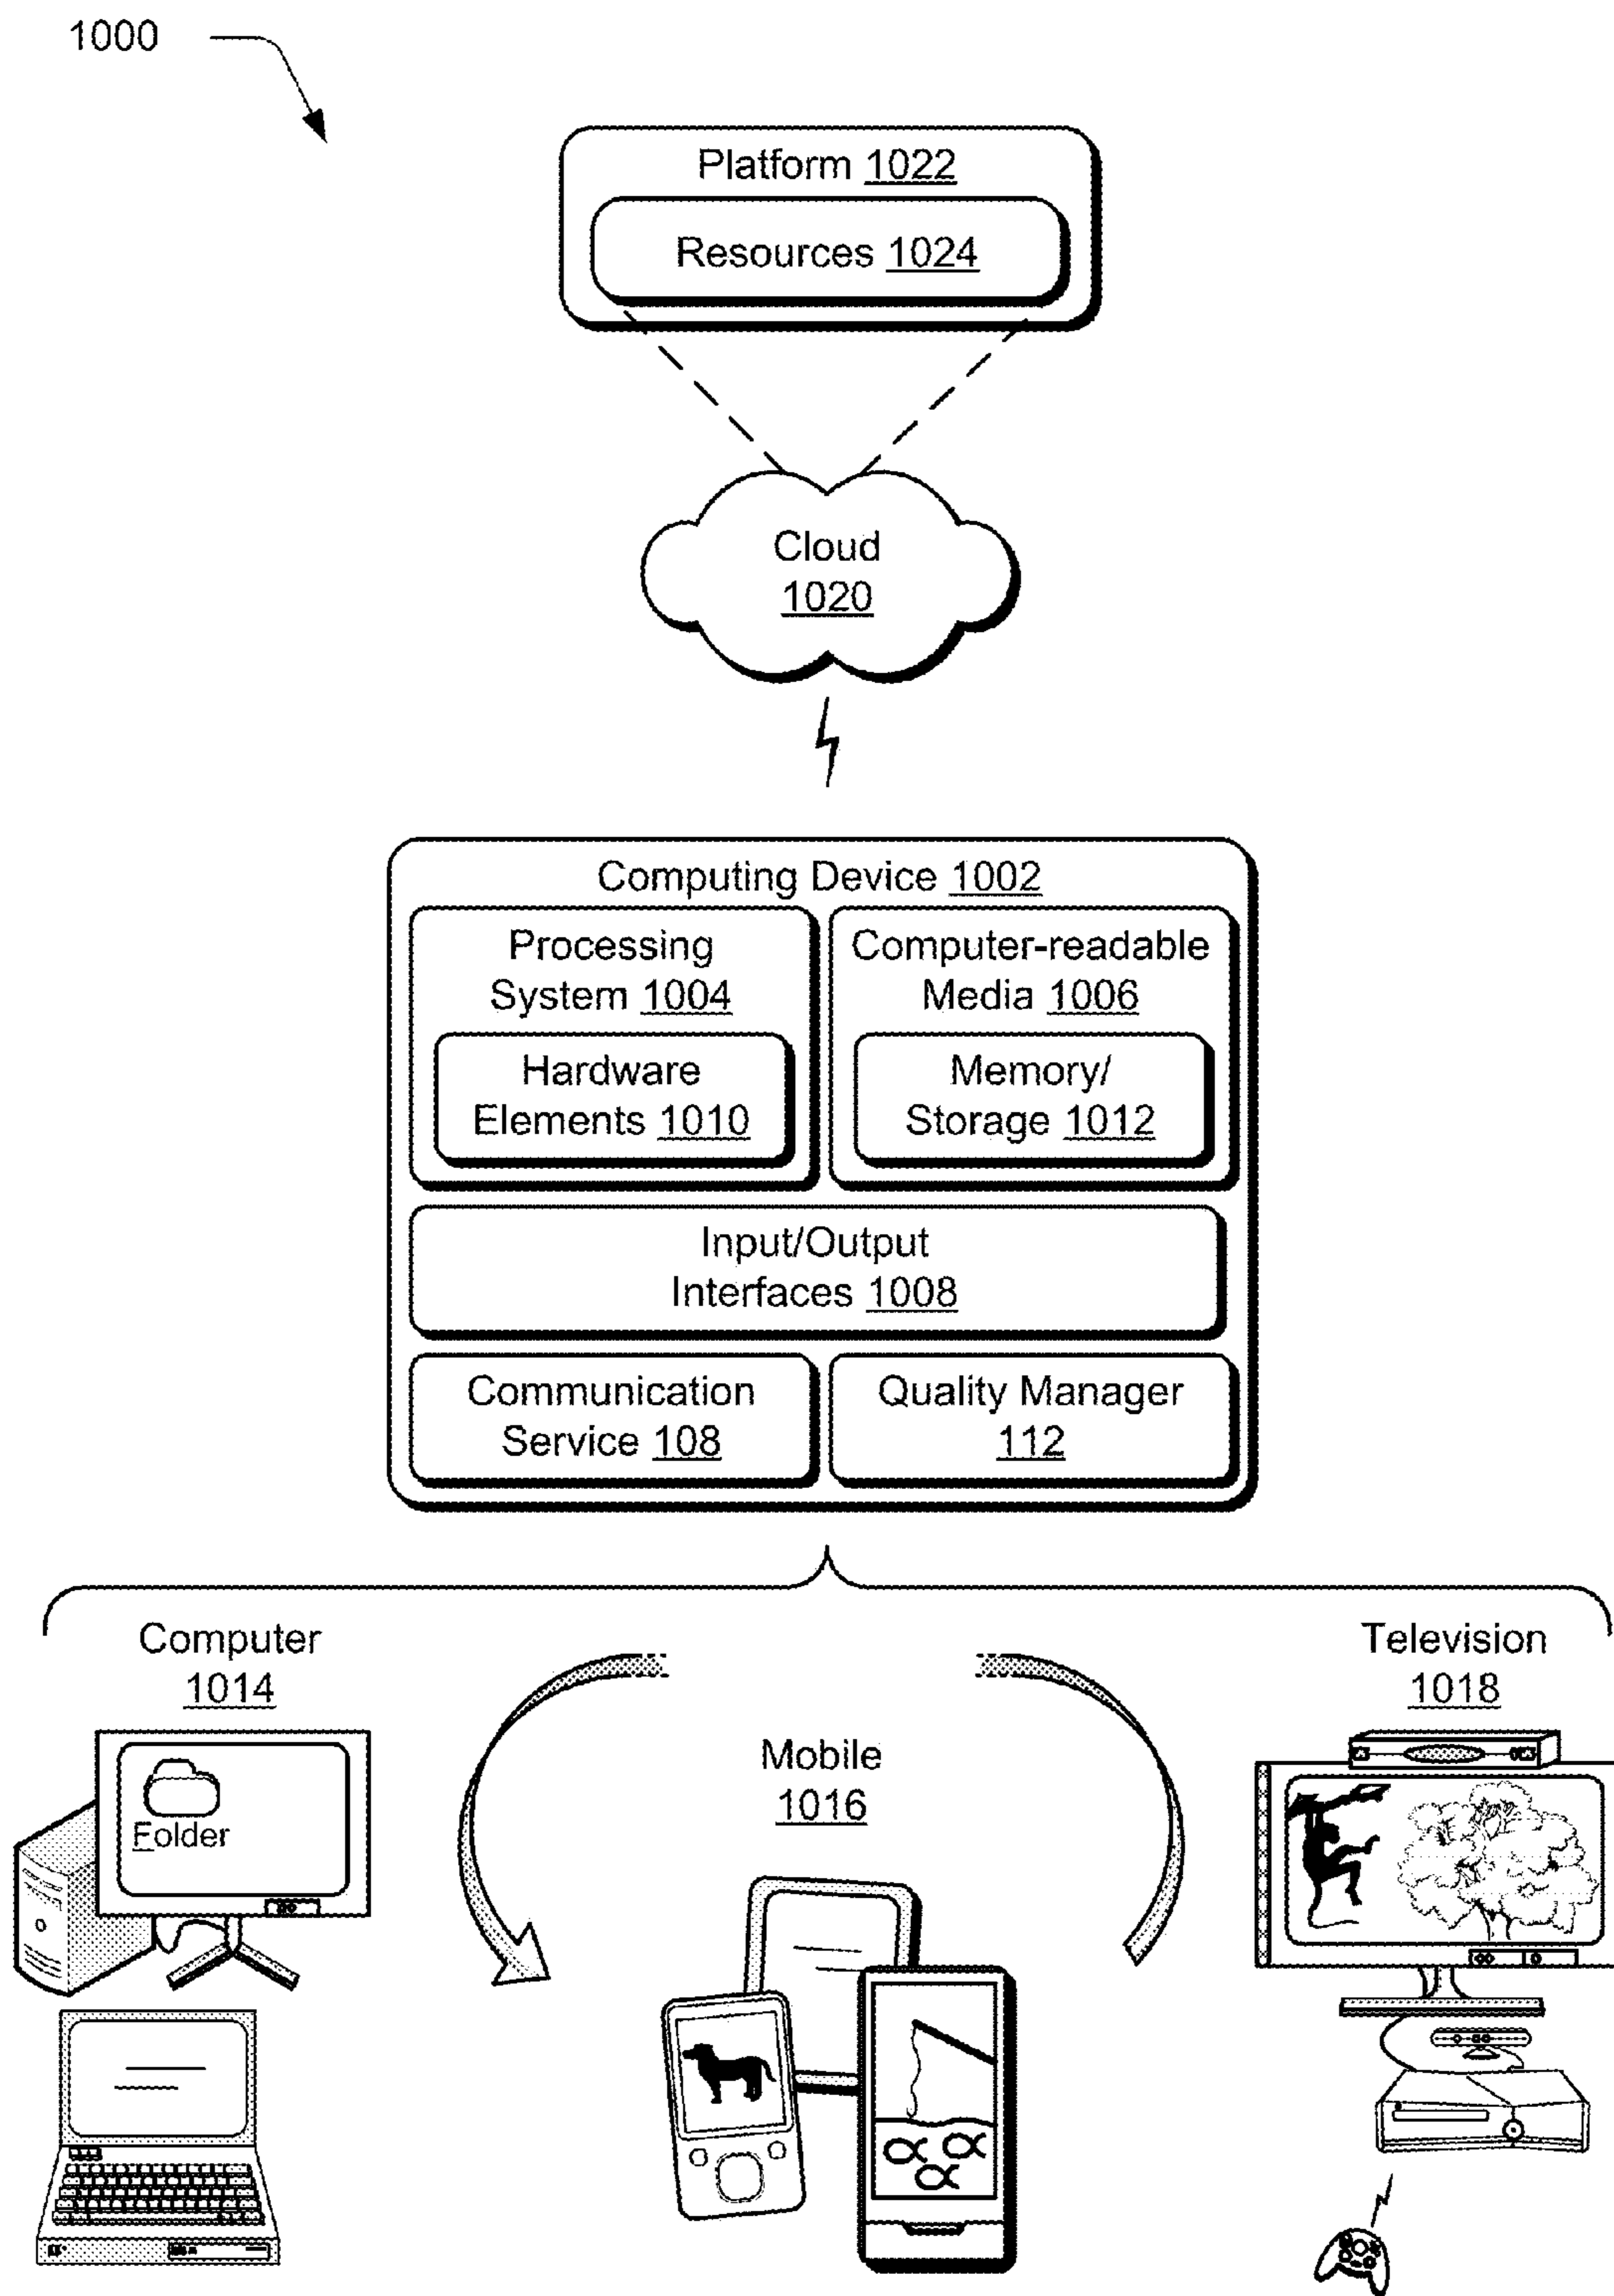 1000
Platform 1022
Resources 1024
Cloud
1020
Computing Device 1002
Processing
System 1004
Hardware
Elements 1010
Computer-readable
Media 1006
Memory/
Storage 1012
Input/Output
Interfaces 1008
Communication
Service 108
Quality Manager
112
Computer
1014
Folder
Mobile
1016
Television
1018